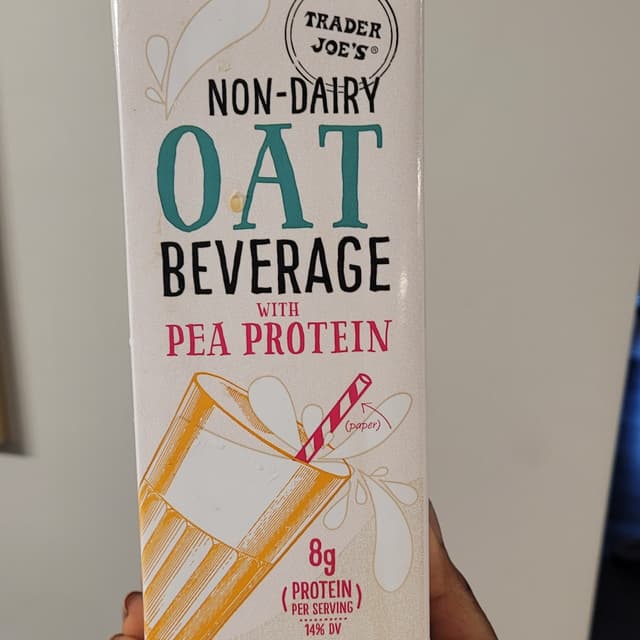 TRADER
JOE'S®
NON-DAIRY
OAT
BEVERAGE
WITH
PEA PROTEIN
(paper)
8g
(PROTEIN
PER SERVING)
14% DV